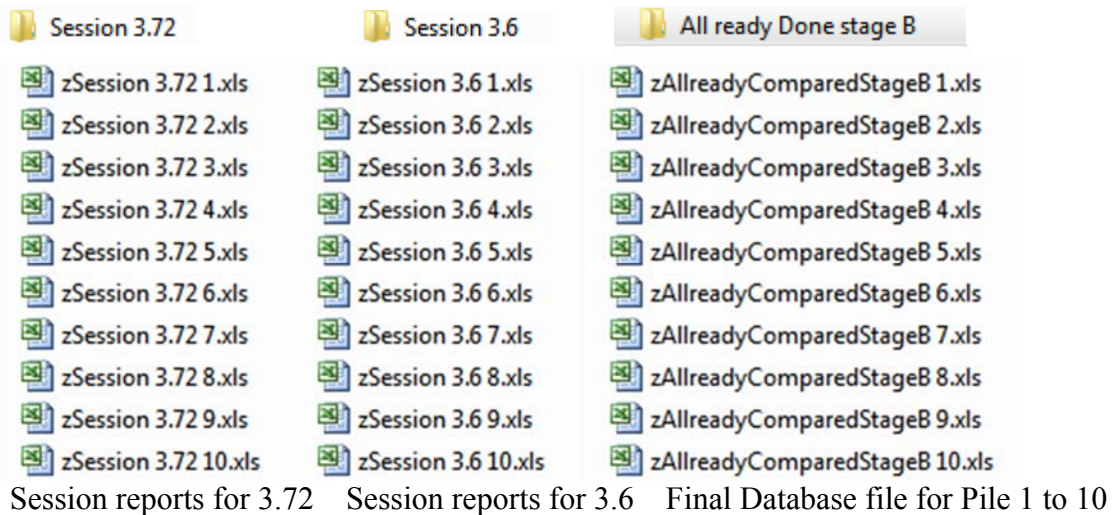 Session 3.72 Session 3.6 All ready Done stage B
zSession 3.72 1.xls zSession 3.6 1.xls zAllreadyComparedStageB 1.xls
zSession 3.72 2.xls zSession 3.6 2.xls zAllreadyComparedStageB 2.xls
zSession 3.72 3.xls zSession 3.6 3.xls zAllreadyComparedStageB 3.xls
zSession 3.72 4.xls zSession 3.6 4.xls zAllreadyComparedStageB 4.xls
zSession 3.72 5.xls zSession 3.6 5.xls zAllreadyComparedStageB 5.xls
zSession 3.72 6.xls zSession 3.6 6.xls zAllreadyComparedStageB 6.xls
zSession 3.72 7.xls zSession 3.6 7.xls zAllreadyComparedStageB 7.xls
zSession 3.72 8.xls zSession 3.6 8.xls zAllreadyComparedStageB 8.xls
zSession 3.72 9.xls zSession 3.6 9.xls zAllreadyComparedStageB 9.xls
zSession 3.72 10.xls zSession 3.6 10.xls zAllreadyComparedStageB 10.xls
Session reports for 3.72 Session reports for 3.6 Final Database file for Pile 1 to 10